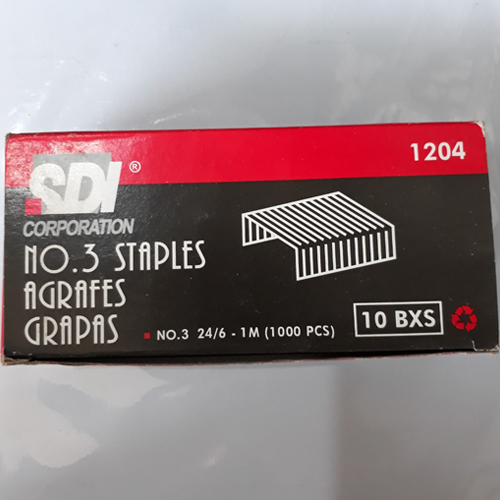 1204
SDI ®
CORPORATION
NO.3 STAPLES
AGRAFES
GRAPAS
NO.3 24/6 - 1M (1000 PCS)
10 BXS